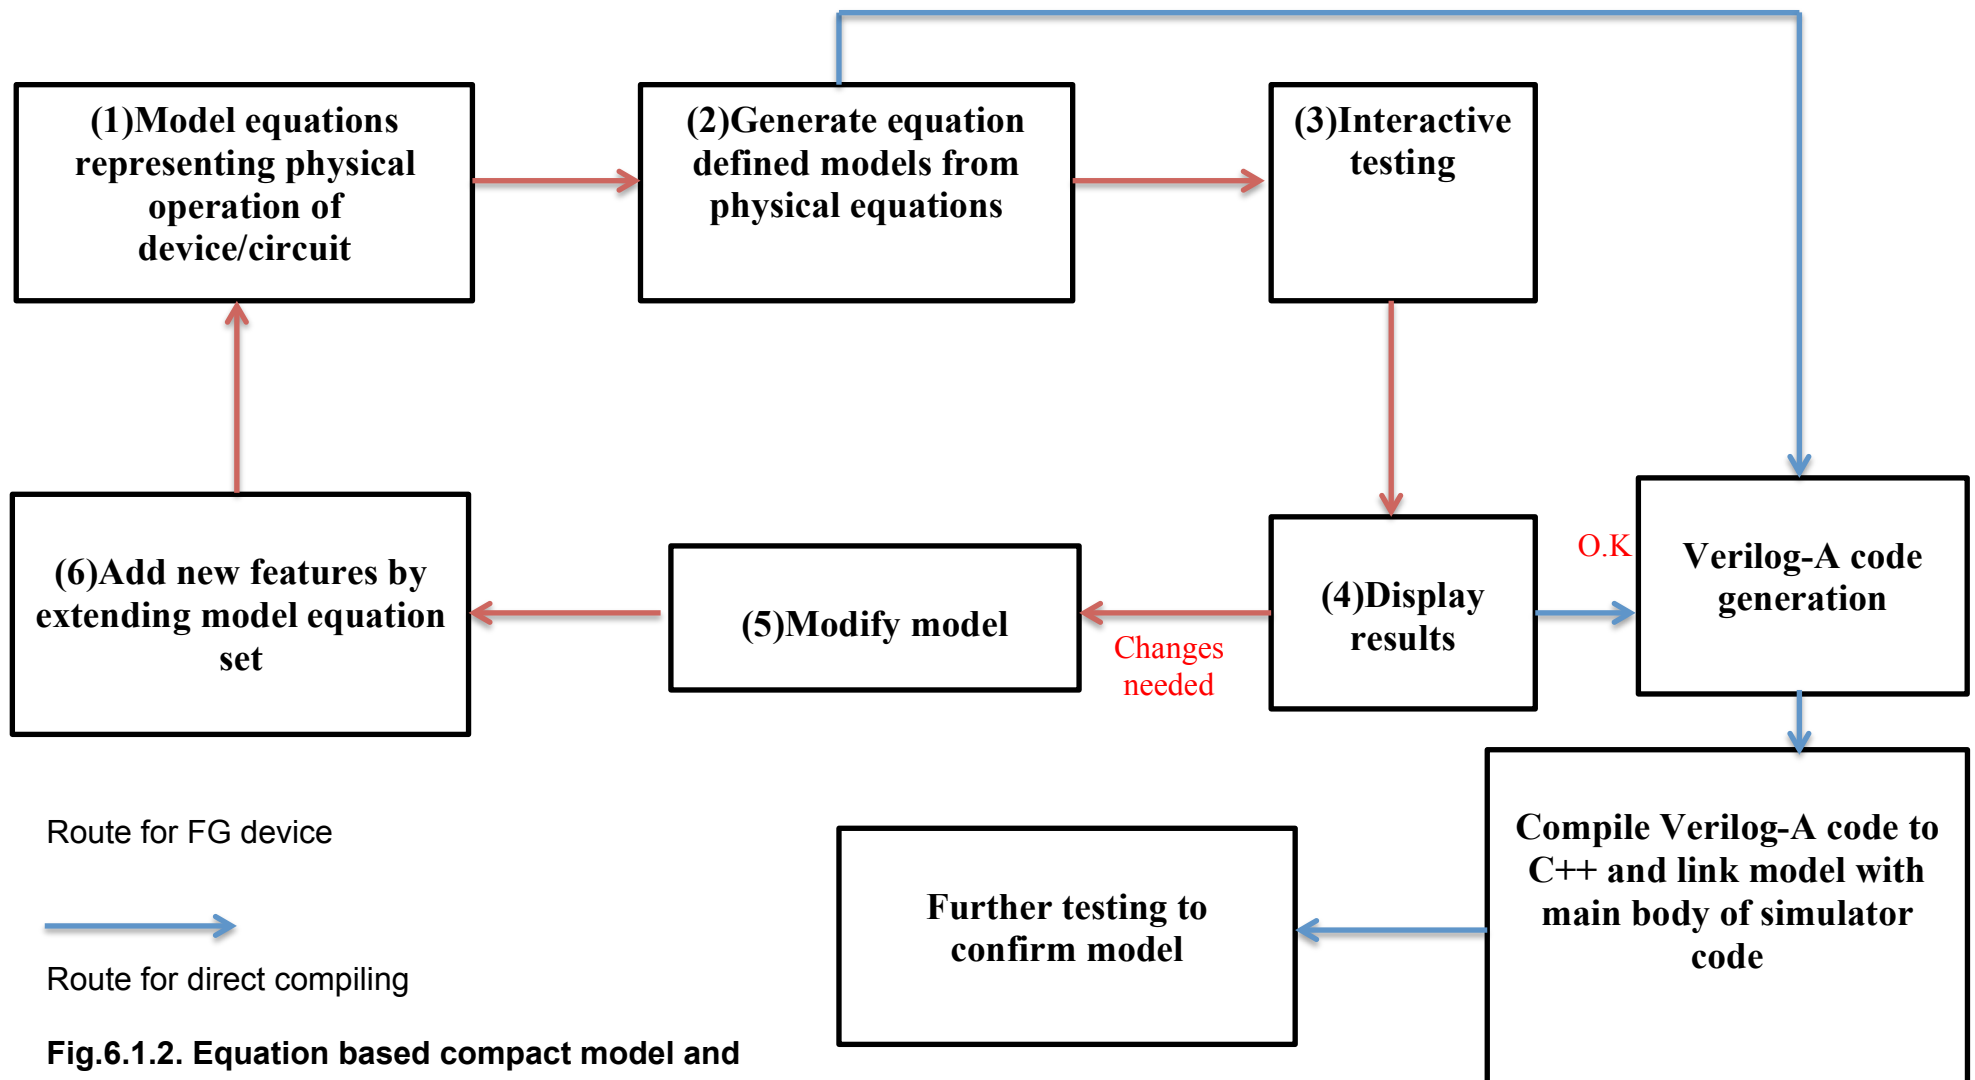 (1)Model equations
representing physical
operation of
device/circuit
(2)Generate equation
defined models from
physical equations
(3)Interactive
testing
(6)Add new features by
extending model equation
set
(5)Modify model
Changes
needed
(4)Display
results
O.K
Verilog-A code
generation
Route for FG device
Route for direct compiling
Fig.6.1.2. Equation based compact model and
Further testing to
confirm model
Compile Verilog-A code to
C++ and link model with
main body of simulator
code